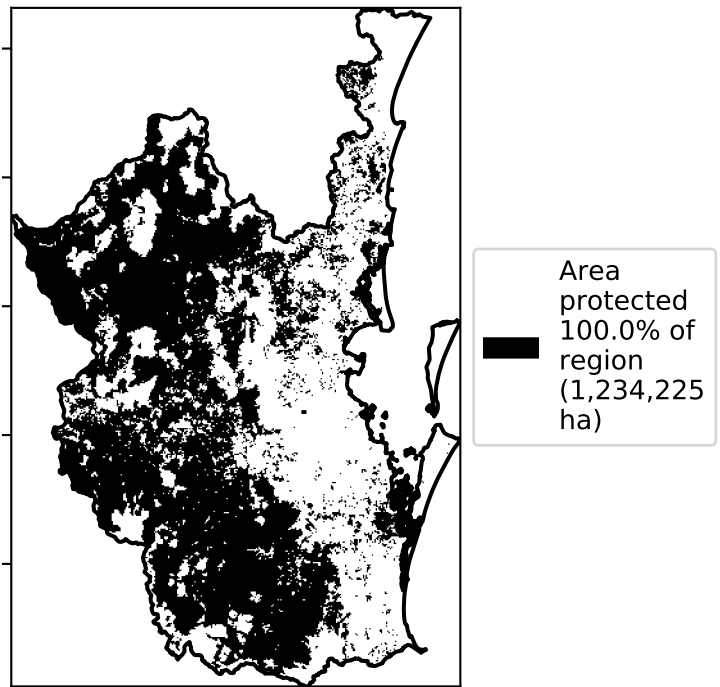 Area
protected
100.0% of
region
(1,234,225
ha)